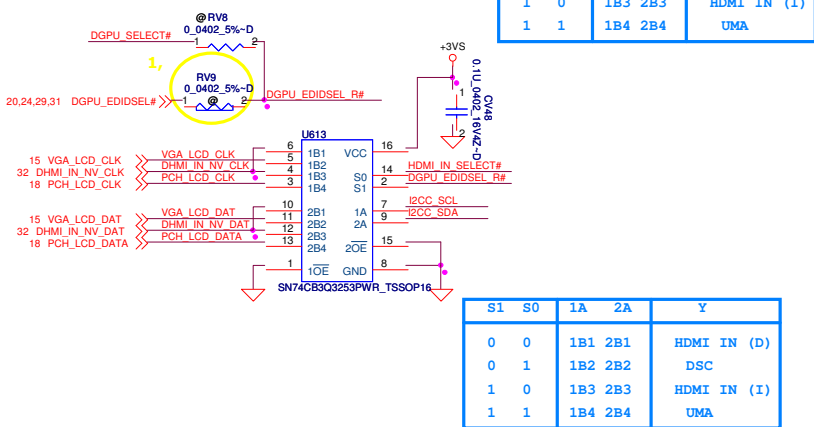 1 0 1B3 2B3 HDMI IN (I)
1 1 1B4 2B4 UMA
@ RV8
0_0402_5%~D
DGPU_SELECT#
1 2
1,
RV9
0_0402_5%~D
20,24,29,31 DGPU_EDIDSEL#
1 @ 2
DGPU_EDIDSEL_R#
+3VS
1
0.1U_0402_16V4Z~D
CV48
2
U613
15 VGA_LCD_CLK
32 DHMI_IN_NV_CLK
18 PCH_LCD_CLK
VGA_LCD_CLK
DHMI_IN_NV_CLK
PCH_LCD_CLK
6 1B1
5 1B2
4 1B3
3 1B4
VCC 16
S0 14 HDMI_IN_SELECT#
S1 2 DGPU_EDIDSEL_R#
15 VGA_LCD_DAT
32 DHMI_IN_NV_DAT
18 PCH_LCD_DATA
VGA_LCD_DAT
DHMI_IN_NV_DAT
PCH_LCD_DATA
10 2B1
11 2B2
12 2B3
13 2B4
1A 7 I2CC_SCL
2A 9 I2CC_SDA
2OE 15
1 1OE
GND 8
SN74CB3Q3253PWR_TSSOP16
S1 S0 1A 2A Y
0 0 1B1 2B1 HDMI IN (D)
0 1 1B2 2B2 DSC
1 0 1B3 2B3 HDMI IN (I)
1 1 1B4 2B4 UMA